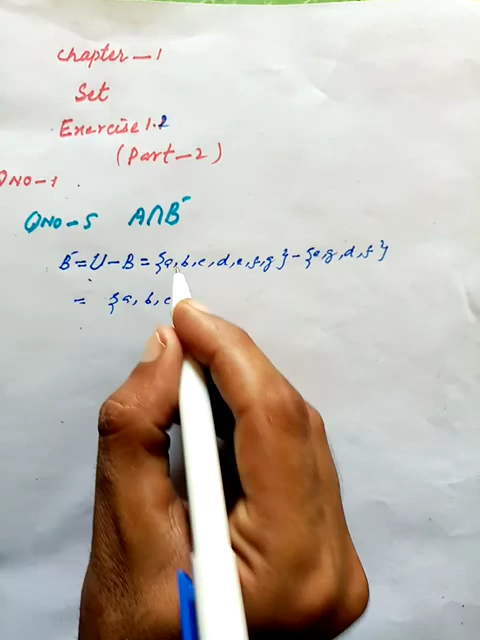 Chapter - 1
Set
Exercise 1.2
(Part - 2)
QNO - 1
QNO - 5 A∩B̄
B̄ = U - B = {a, b, c, d, e, f, g} - {e, g, d, f}
= {a, b, c